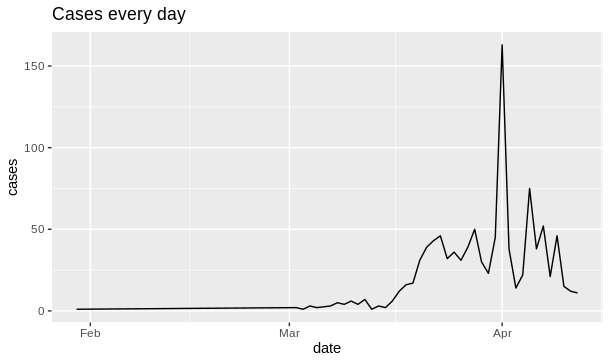 Cases every day
cases
150
100
50
0
Feb
Mar
Apr
date